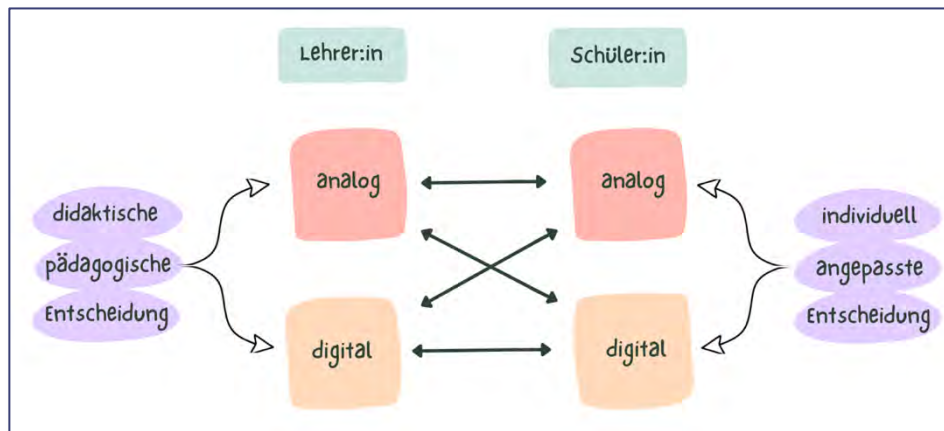 Lehrer:in
Schüler:in
analog
analog
didaktische
pädagogische
Entscheidung
individuell
angepasste
Entscheidung
digital
digital